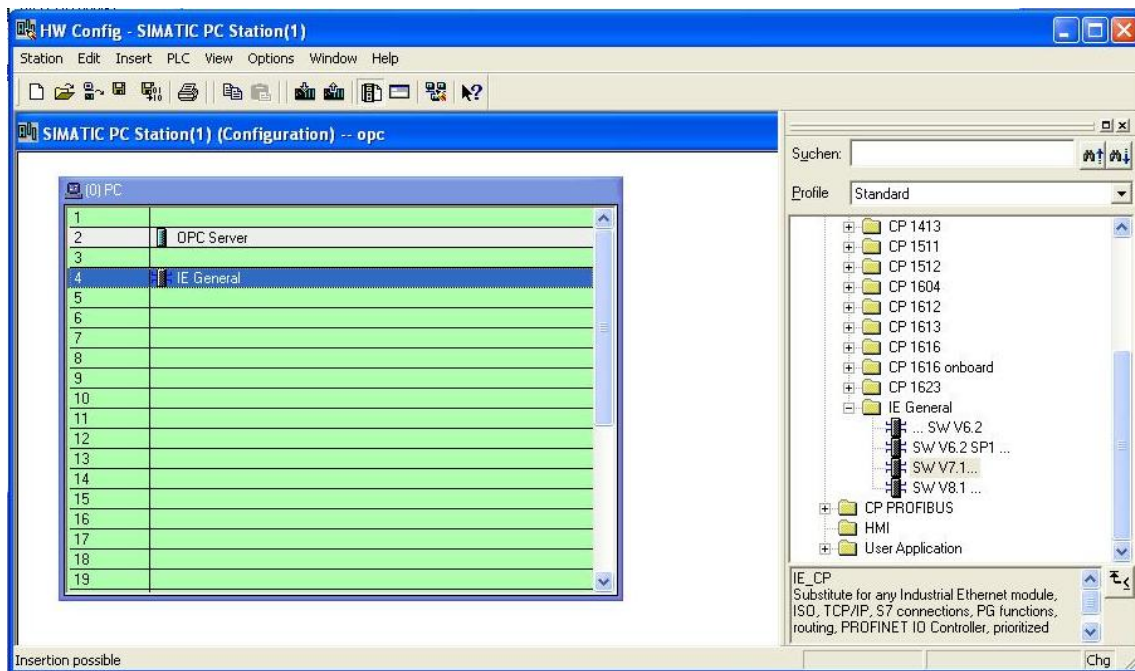 HW Config - SIMATIC PC Station(1)
Station Edit Insert PLC View Options Window Help
SIMATIC PC Station(1) (Configuration) -- opc
(0) PC
1
2 OPC Server
3
4 IE General
5
6
7
8
9
10
11
12
13
14
15
16
17
18
19
Suchen:
Profile Standard
CP 1413
CP 1511
CP 1512
CP 1604
CP 1612
CP 1613
CP 1616
CP 1616 onboard
CP 1623
IE General
... SW V6.2
SW V6.2 SP1 ...
SW V7.1...
SW V8.1 ...
CP PROFIBUS
HMI
User Application
IE_CP
Substitute for any Industrial Ethernet module,
ISO, TCP/IP, S7 connections, PG functions,
routing, PROFINET IO Controller, prioritized
Insertion possible
Chg